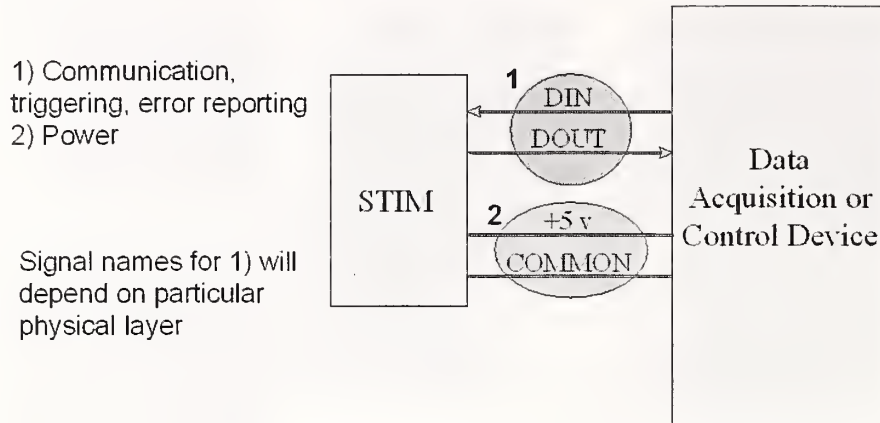 1) Communication,
triggering, error reporting
2) Power
Signal names for 1) will
depend on particular
physical layer
STIM
1
DIN
DOUT
2
+5 v
COMMON
Data
Acquisition or
Control Device